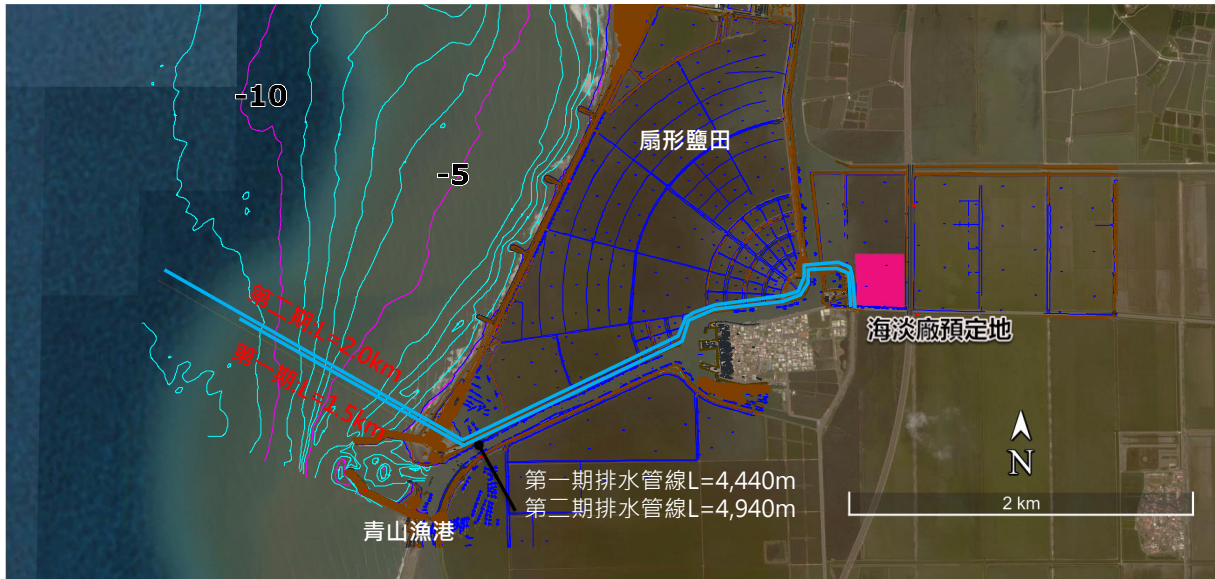 -10
扇形鹽田
-5
第二期L=2.0km
第一期L=1.5km
海淡廠預定地
N
第一期排水管線L=4,440m
第二期排水管線L=4,940m
2 km
青山漁港